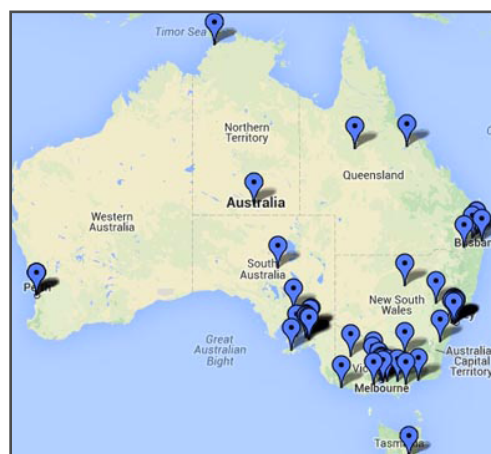 Timor Sea
Northern
Territory
Queensland
Australia
Western
Australia
South
Australia
Great
Australian
Bight
New South
Wales
Australian
Capital
Territory
Melbourne